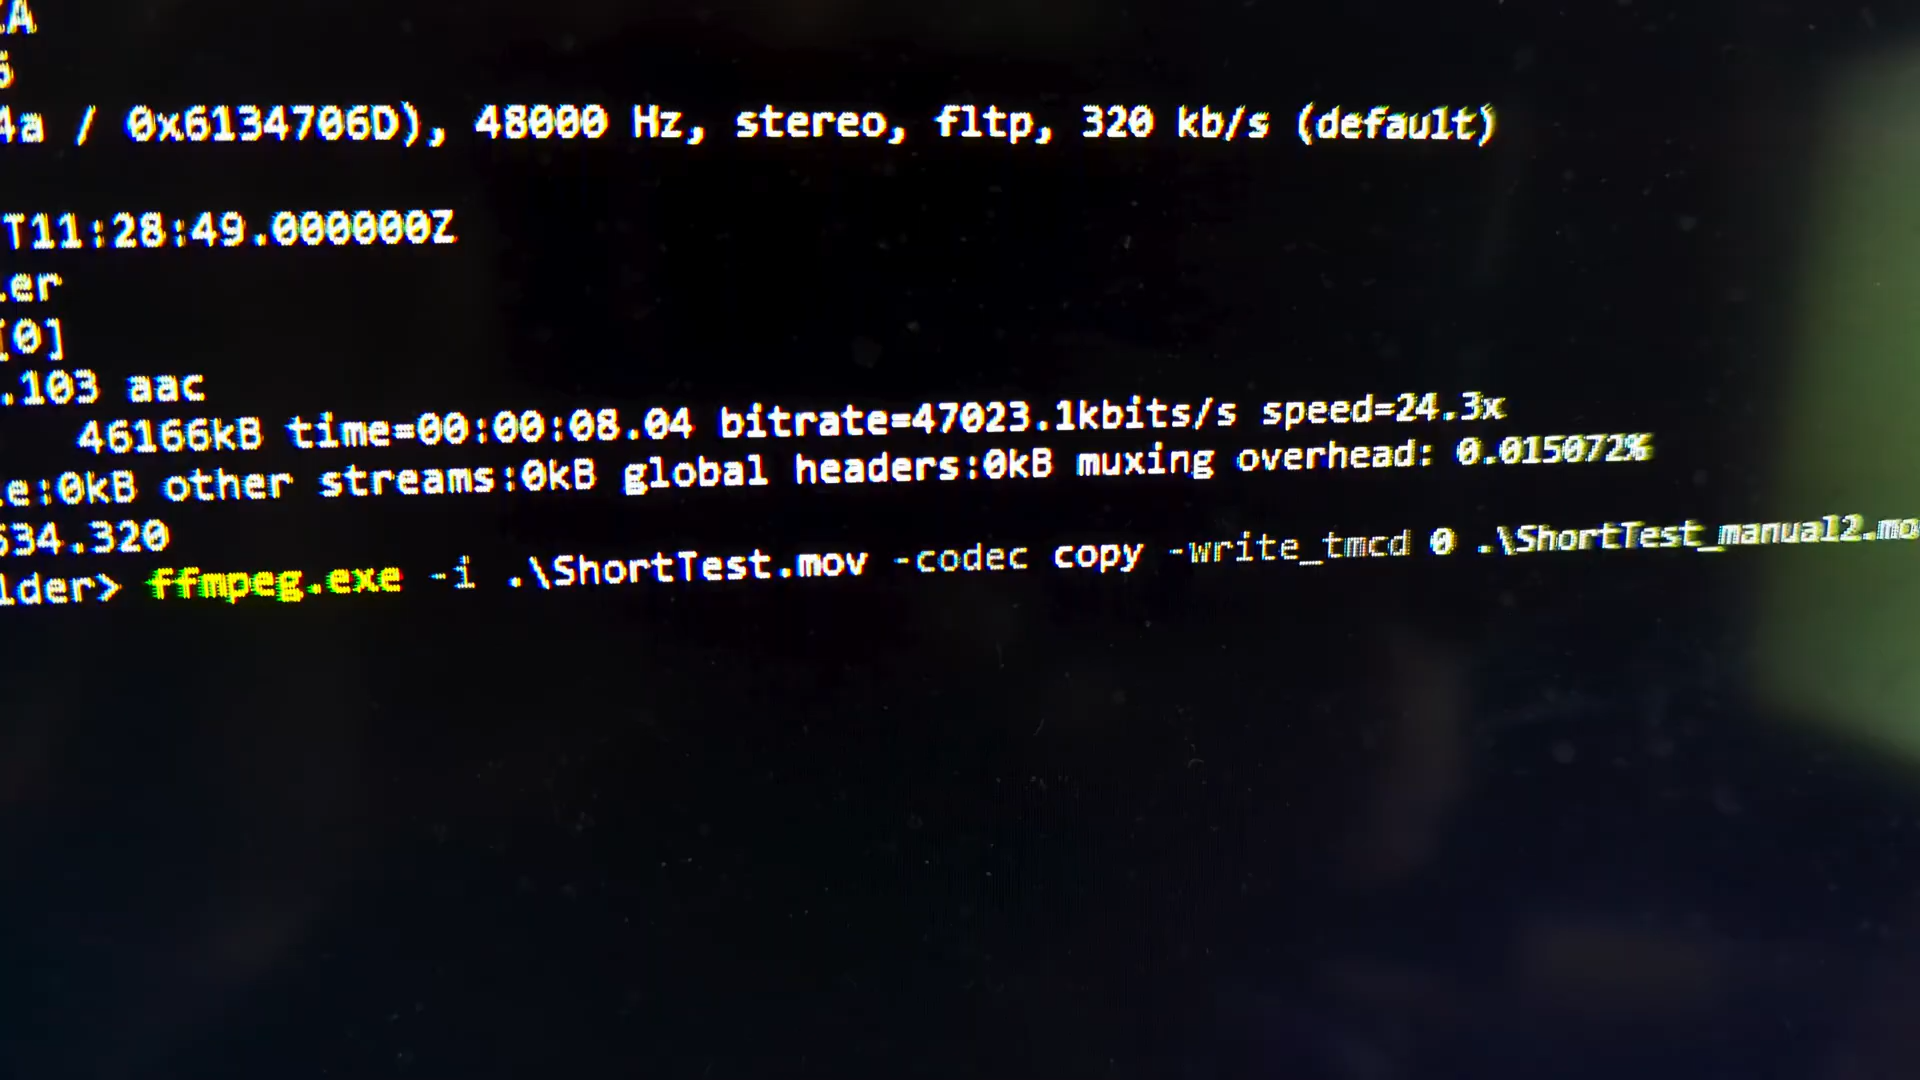 4a / 0x6134706D), 48000 Hz, stereo, fltp, 320 kb/s (default)
T11:28:49.000000Z
er
[0]
.103 aac
46166kB time=00:00:08.04 bitrate=47023.1kbits/s speed=24.3x
e:0kB other streams:0kB global headers:0kB muxing overhead: 0.015072%
534.320
lder> ffmpeg.exe -i .\ShortTest.mov -codec copy -write_tmcd 0 .\ShortTest_manual2.mo